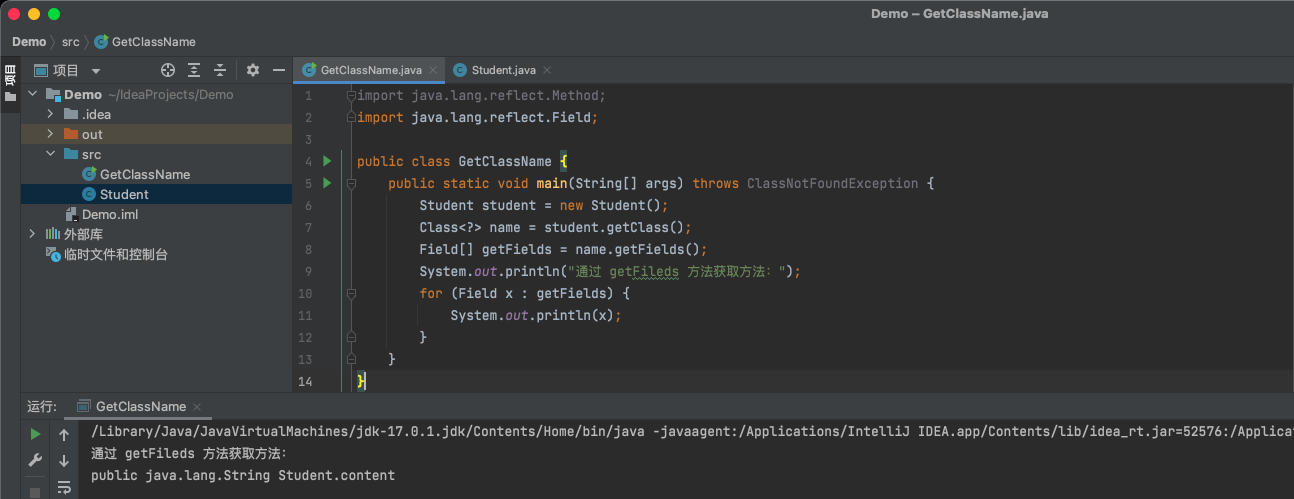 Demo – GetClassName.java
Demo src GetClassName
项目
项目
GetClassName.java Student.java
Demo ~/IdeaProjects/Demo
.idea
out
src
GetClassName
Student
Demo.iml
外部库
临时文件和控制台
1 import java.lang.reflect.Method;
2 import java.lang.reflect.Field;
3
4 public class GetClassName {
5 public static void main(String[] args) throws ClassNotFoundException {
6 Student student = new Student();
7 Class<?> name = student.getClass();
8 Field[] getFields = name.getFields();
9 System.out.println("通过 getFileds 方法获取方法：");
10 for (Field x : getFields) {
11 System.out.println(x);
12 }
13 }
14 }
运行: GetClassName
/Library/Java/JavaVirtualMachines/jdk-17.0.1.jdk/Contents/Home/bin/java -javaagent:/Applications/IntelliJ IDEA.app/Contents/lib/idea_rt.jar=52576:/Applica
通过 getFileds 方法获取方法：
public java.lang.String Student.content